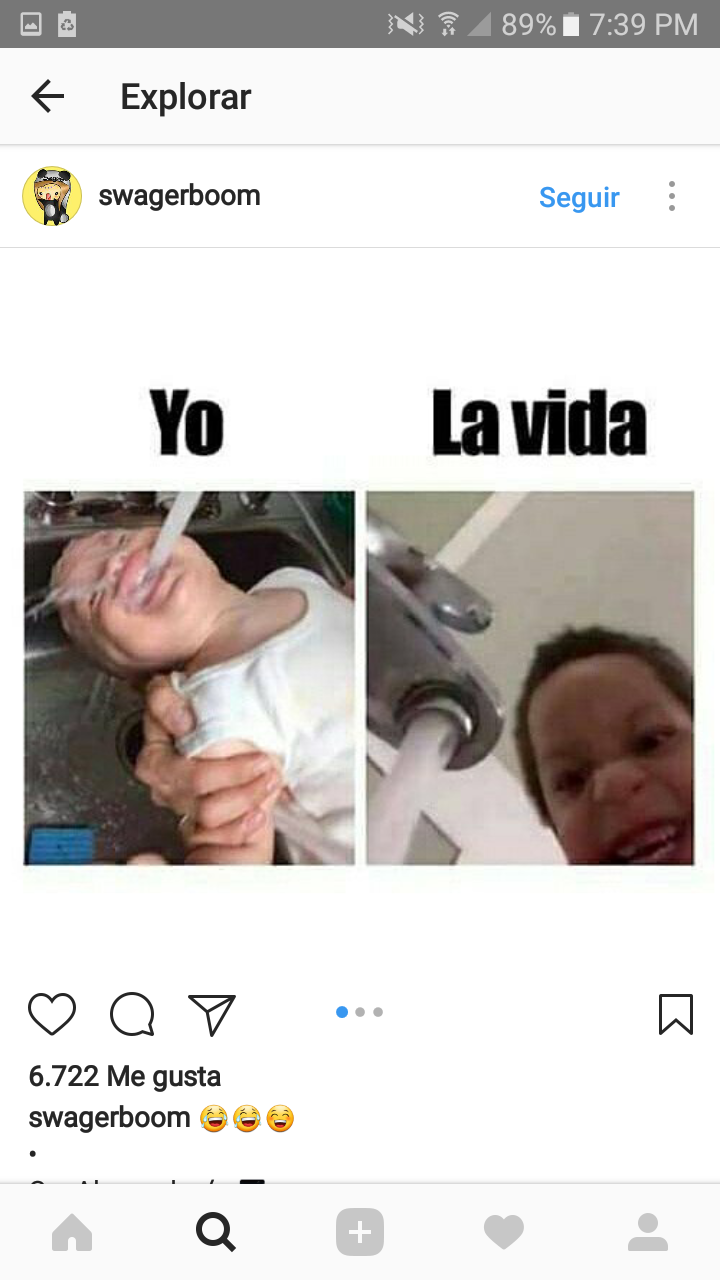 89% 7:39 PM
Explorar
swagerboom
Seguir
Yo
La vida
6.722 Me gusta
swagerboom 😂😂😁
•